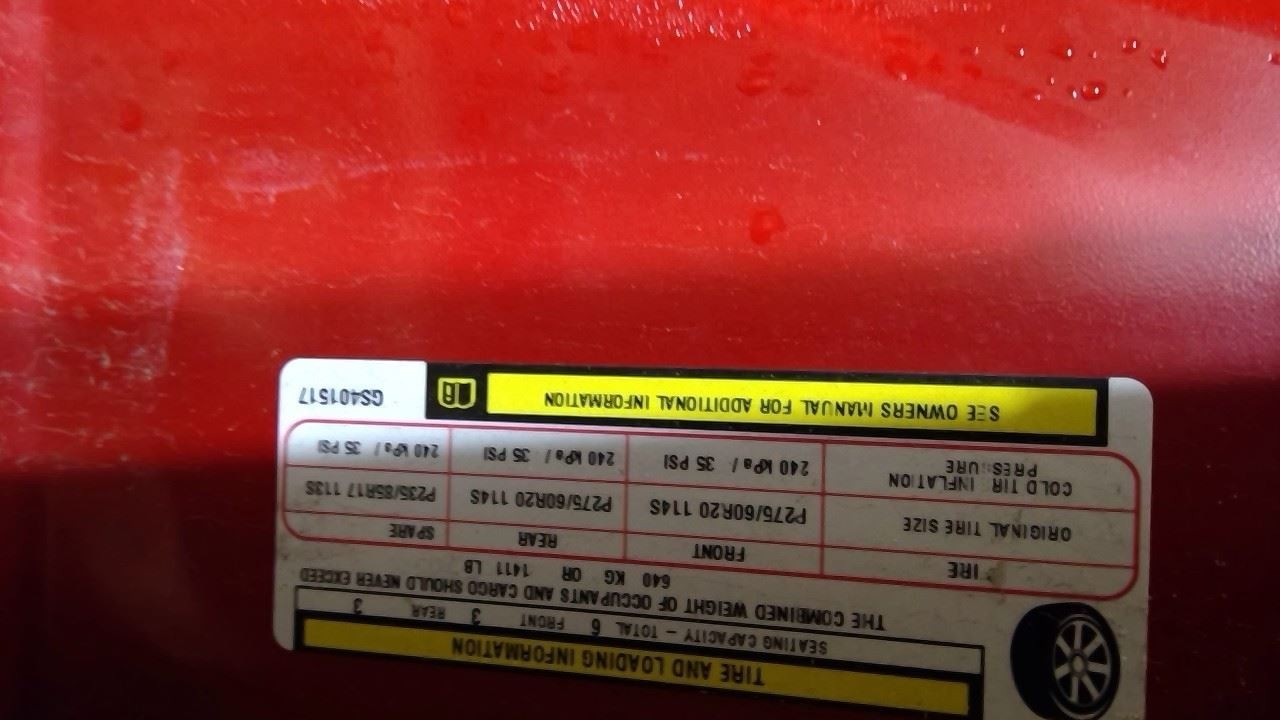 TIRE AND LOADING INFORMATION
SEATING CAPACITY - TOTAL 6 FRONT 3 REAR 3
THE COMBINED WEIGHT OF OCCUPANTS AND CARGO SHOULD NEVER EXCEED
640 KG OR 1411 LB
IRE FRONT REAR SPARE
ORIGINAL TIRE SIZE P275/60R20 114S P275/60R20 114S P235/85R17 113S
COLD TIR INFLATION
PRESSURE 240 kPa / 35 PSI 240 kPa / 35 PSI 240 kPa / 35 PSI
SEE OWNERS MANUAL FOR ADDITIONAL INFORMATION GS401517